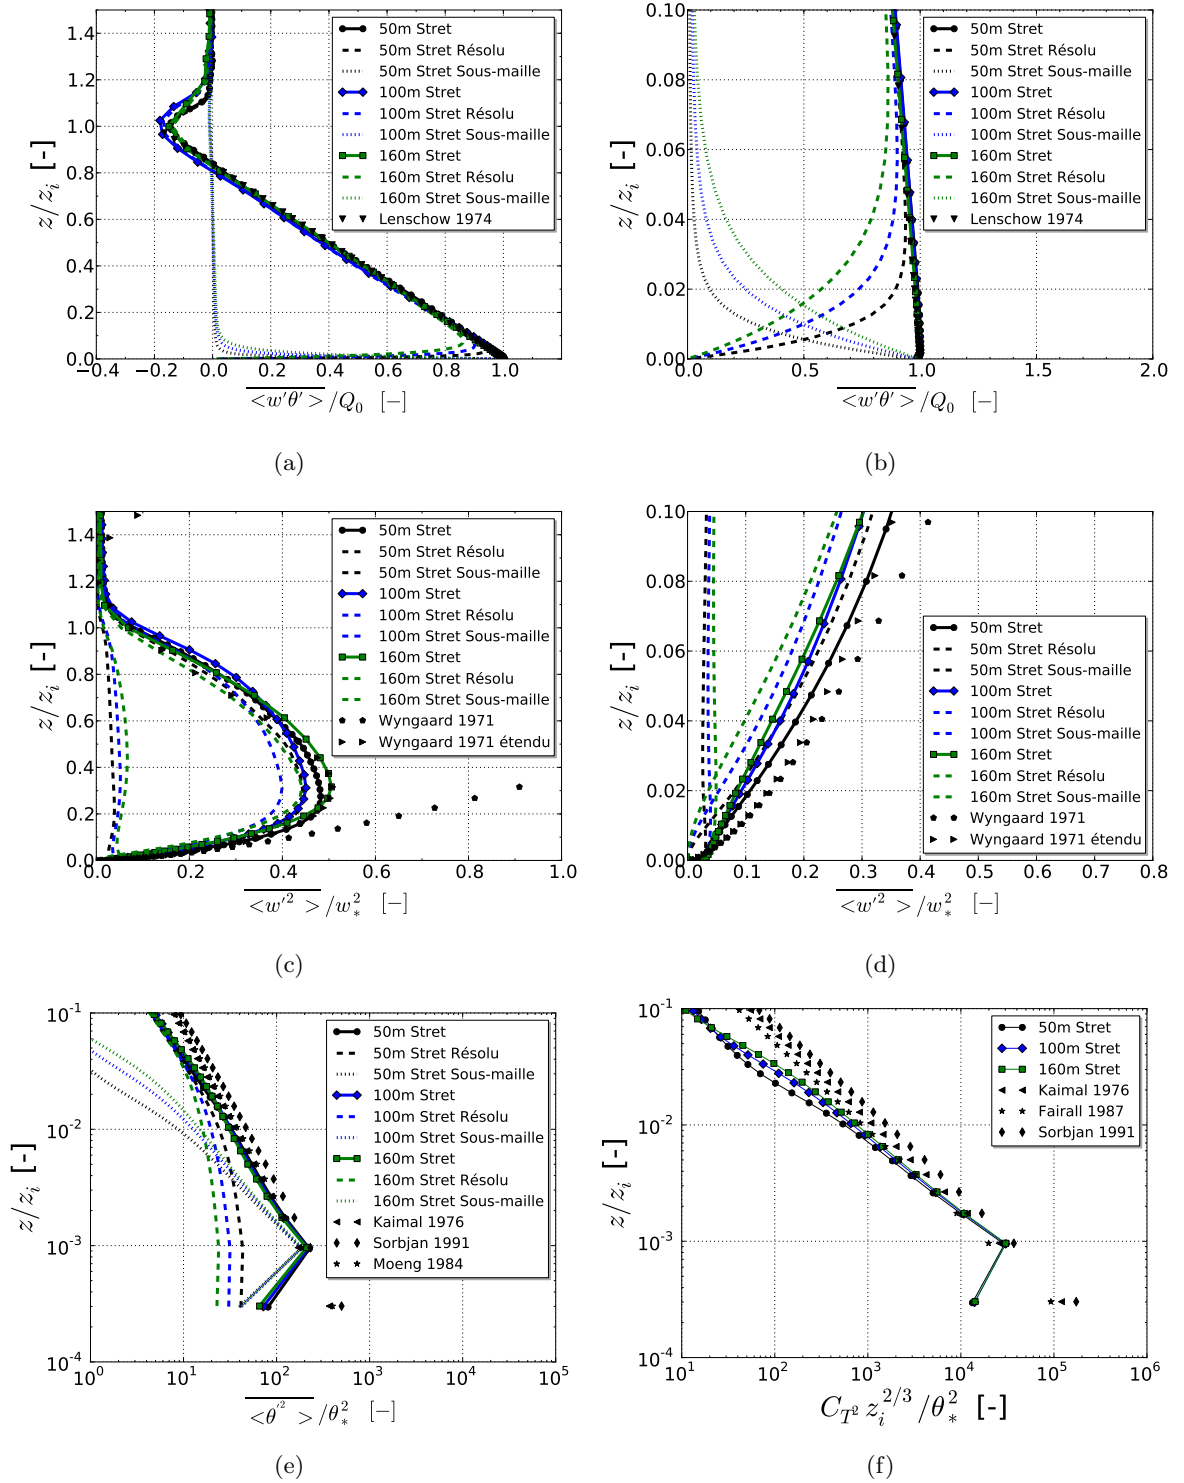 1.4
1.2
1.0
0.8
0.6
0.4
0.2
0.0
z/z_i [-]
−0.4 −0.2 0.0 0.2 0.4 0.6 0.8 1.0
<w'θ'>/Q_0 [−]
50m Stret
50m Stret Résolu
50m Stret Sous-maille
100m Stret
100m Stret Résolu
100m Stret Sous-maille
160m Stret
160m Stret Résolu
160m Stret Sous-maille
Lenschow 1974
(a)
0.10
0.08
0.06
0.04
0.02
0.00
z/z_i [-]
0.0 0.5 1.0 1.5 2.0
<w'θ'>/Q_0 [−]
50m Stret
50m Stret Résolu
50m Stret Sous-maille
100m Stret
100m Stret Résolu
100m Stret Sous-maille
160m Stret
160m Stret Résolu
160m Stret Sous-maille
Lenschow 1974
(b)
1.4
1.2
1.0
0.8
0.6
0.4
0.2
0.0
z/z_i [-]
0.0 0.2 0.4 0.6 0.8 1.0
<w'^2>/w_*^2 [−]
50m Stret
50m Stret Résolu
50m Stret Sous-maille
100m Stret
100m Stret Résolu
100m Stret Sous-maille
160m Stret
160m Stret Résolu
160m Stret Sous-maille
Wyngaard 1971
Wyngaard 1971 étendu
(c)
0.10
0.08
0.06
0.04
0.02
0.00
z/z_i [-]
0.0 0.1 0.2 0.3 0.4 0.5 0.6 0.7 0.8
<w'^2>/w_*^2 [−]
50m Stret
50m Stret Résolu
50m Stret Sous-maille
100m Stret
100m Stret Résolu
100m Stret Sous-maille
160m Stret
160m Stret Résolu
160m Stret Sous-maille
Wyngaard 1971
Wyngaard 1971 étendu
(d)
10^-1
10^-2
10^-3
10^-4
z/z_i [-]
10^0 10^1 10^2 10^3 10^4 10^5
<θ'^2>/θ_*^2 [−]
50m Stret
50m Stret Résolu
50m Stret Sous-maille
100m Stret
100m Stret Résolu
100m Stret Sous-maille
160m Stret
160m Stret Résolu
160m Stret Sous-maille
Kaimal 1976
Sorbjan 1991
Moeng 1984
(e)
10^-1
10^-2
10^-3
10^-4
z/z_i [-]
10^1 10^2 10^3 10^4 10^5 10^6
C_{T^2} z_i^{2/3}/θ_*^2 [-]
50m Stret
100m Stret
160m Stret
Kaimal 1976
Fairall 1987
Sorbjan 1991
(f)